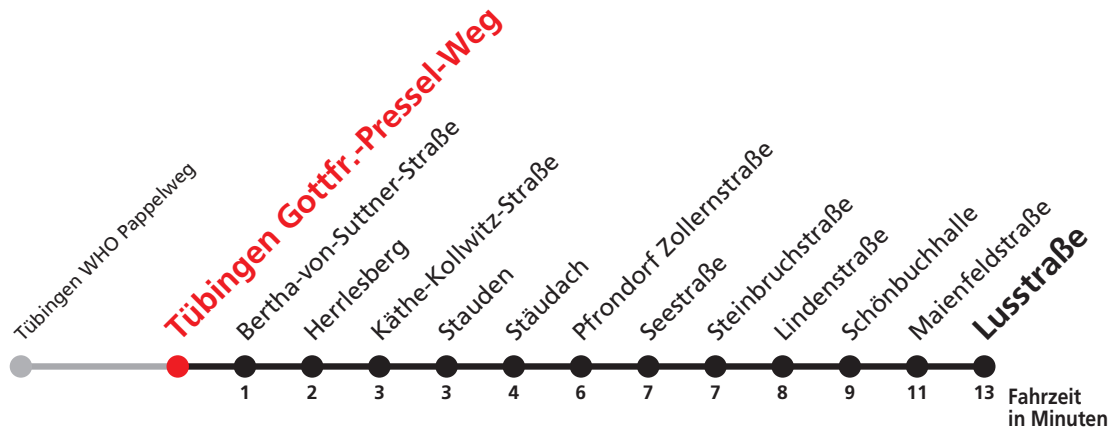 Tübingen WHO Pappelweg
Tübingen Gottfr.-Pressel-Weg
Bertha-von-Suttner-Straße
Herrlesberg
Käthe-Kollwitz-Straße
Stauden
Stäudach
Pfrondorf Zollernstraße
Seestraße
Steinbruchstraße
Lindenstraße
Schönbuchhalle
Maienfeldstraße
Lusstraße
1 2 3 3 4 6 7 7 8 9 11 13
Fahrzeit
in Minuten